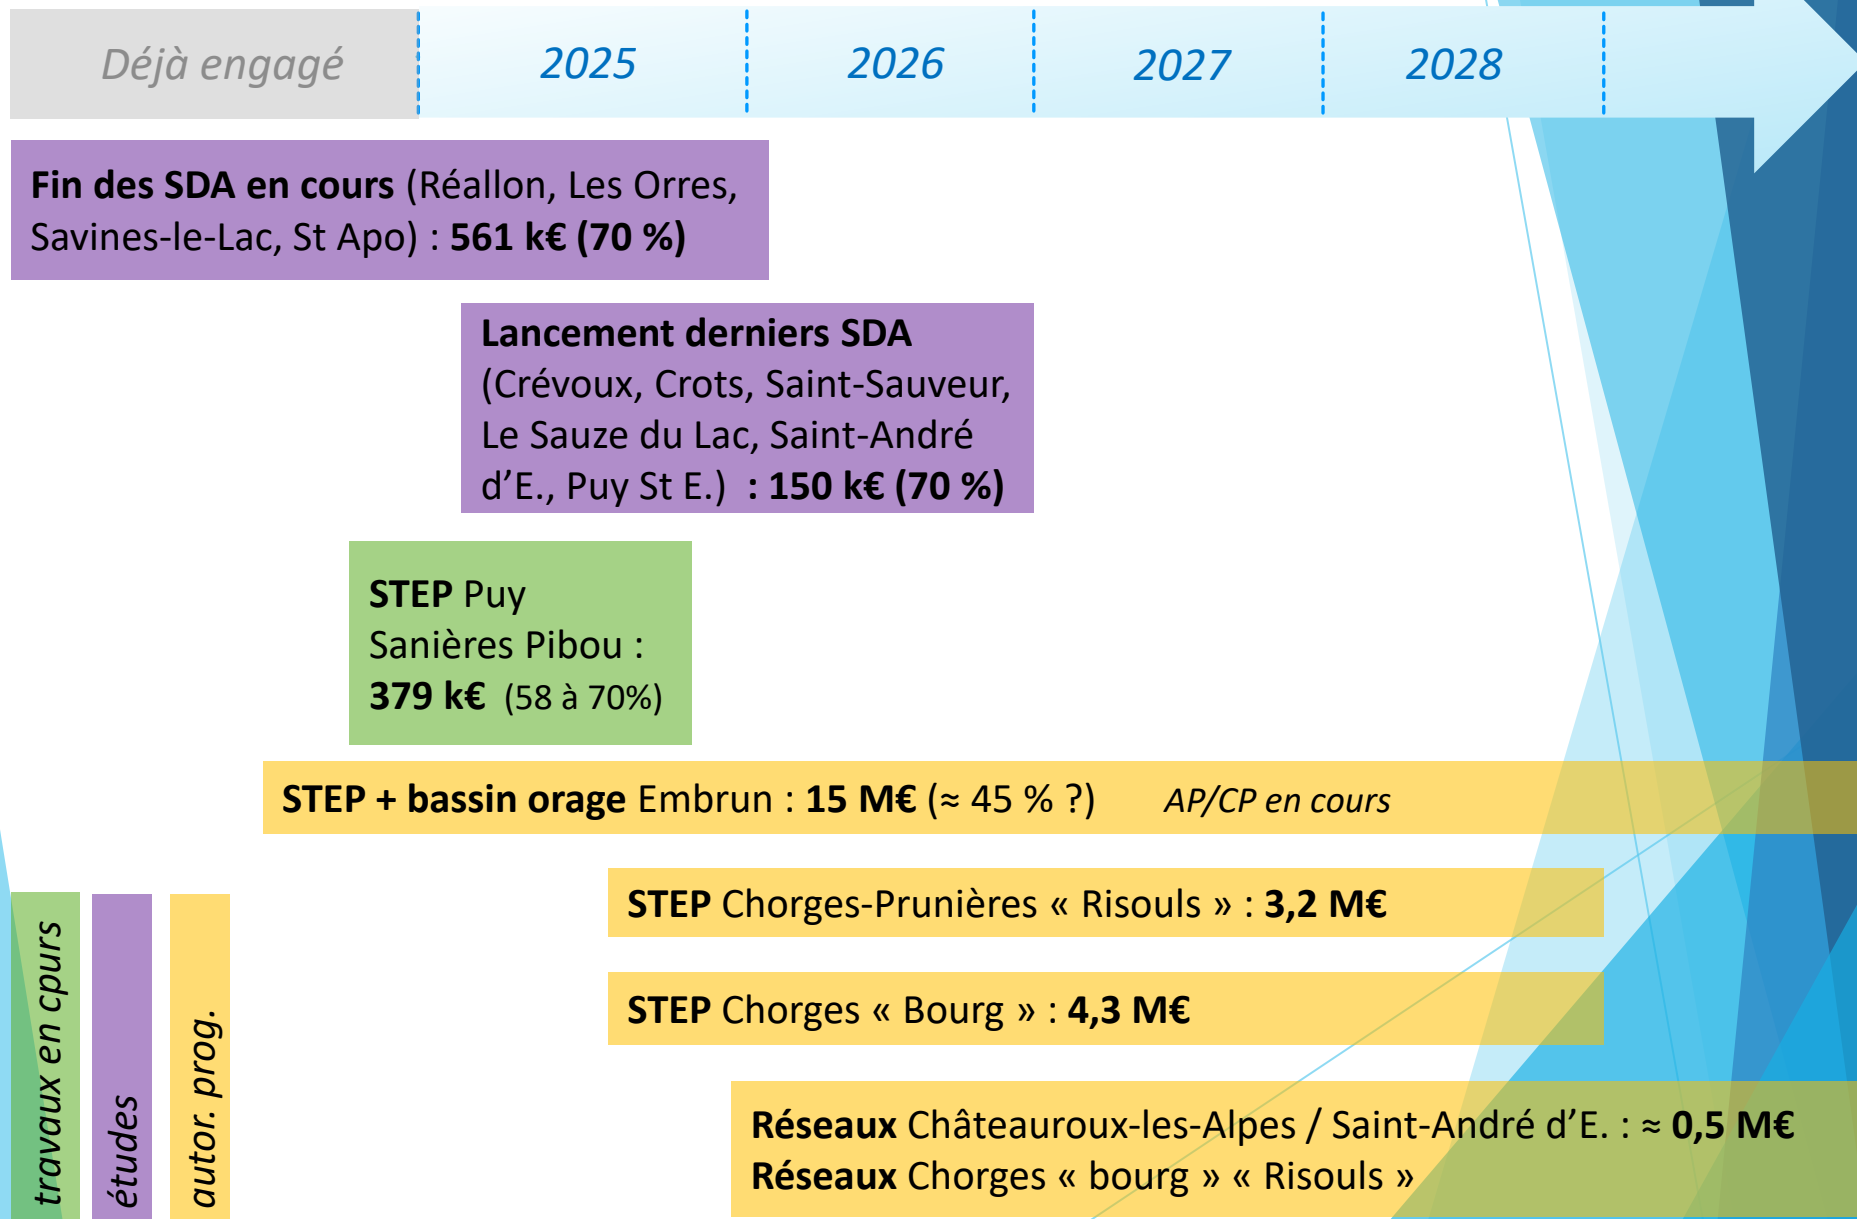 Déjà engagé
2025
2026
2027
2028
Fin des SDA en cours (Réallon, Les Orres,
Savines-le-Lac, St Apo) : 561 k€ (70 %)
Lancement derniers SDA
(Crévoux, Crots, Saint-Sauveur,
Le Sauze du Lac, Saint-André
d’E., Puy St E.) : 150 k€ (70 %)
STEP Puy
Sanières Pibou :
379 k€ (58 à 70%)
STEP + bassin orage Embrun : 15 M€ (≈ 45 % ?) AP/CP en cours
STEP Chorges-Prunières « Risouls » : 3,2 M€
STEP Chorges « Bourg » : 4,3 M€
Réseaux Châteauroux-les-Alpes / Saint-André d’E. : ≈ 0,5 M€
Réseaux Chorges « bourg » « Risouls »
travaux en cpurs
études
autor. prog.